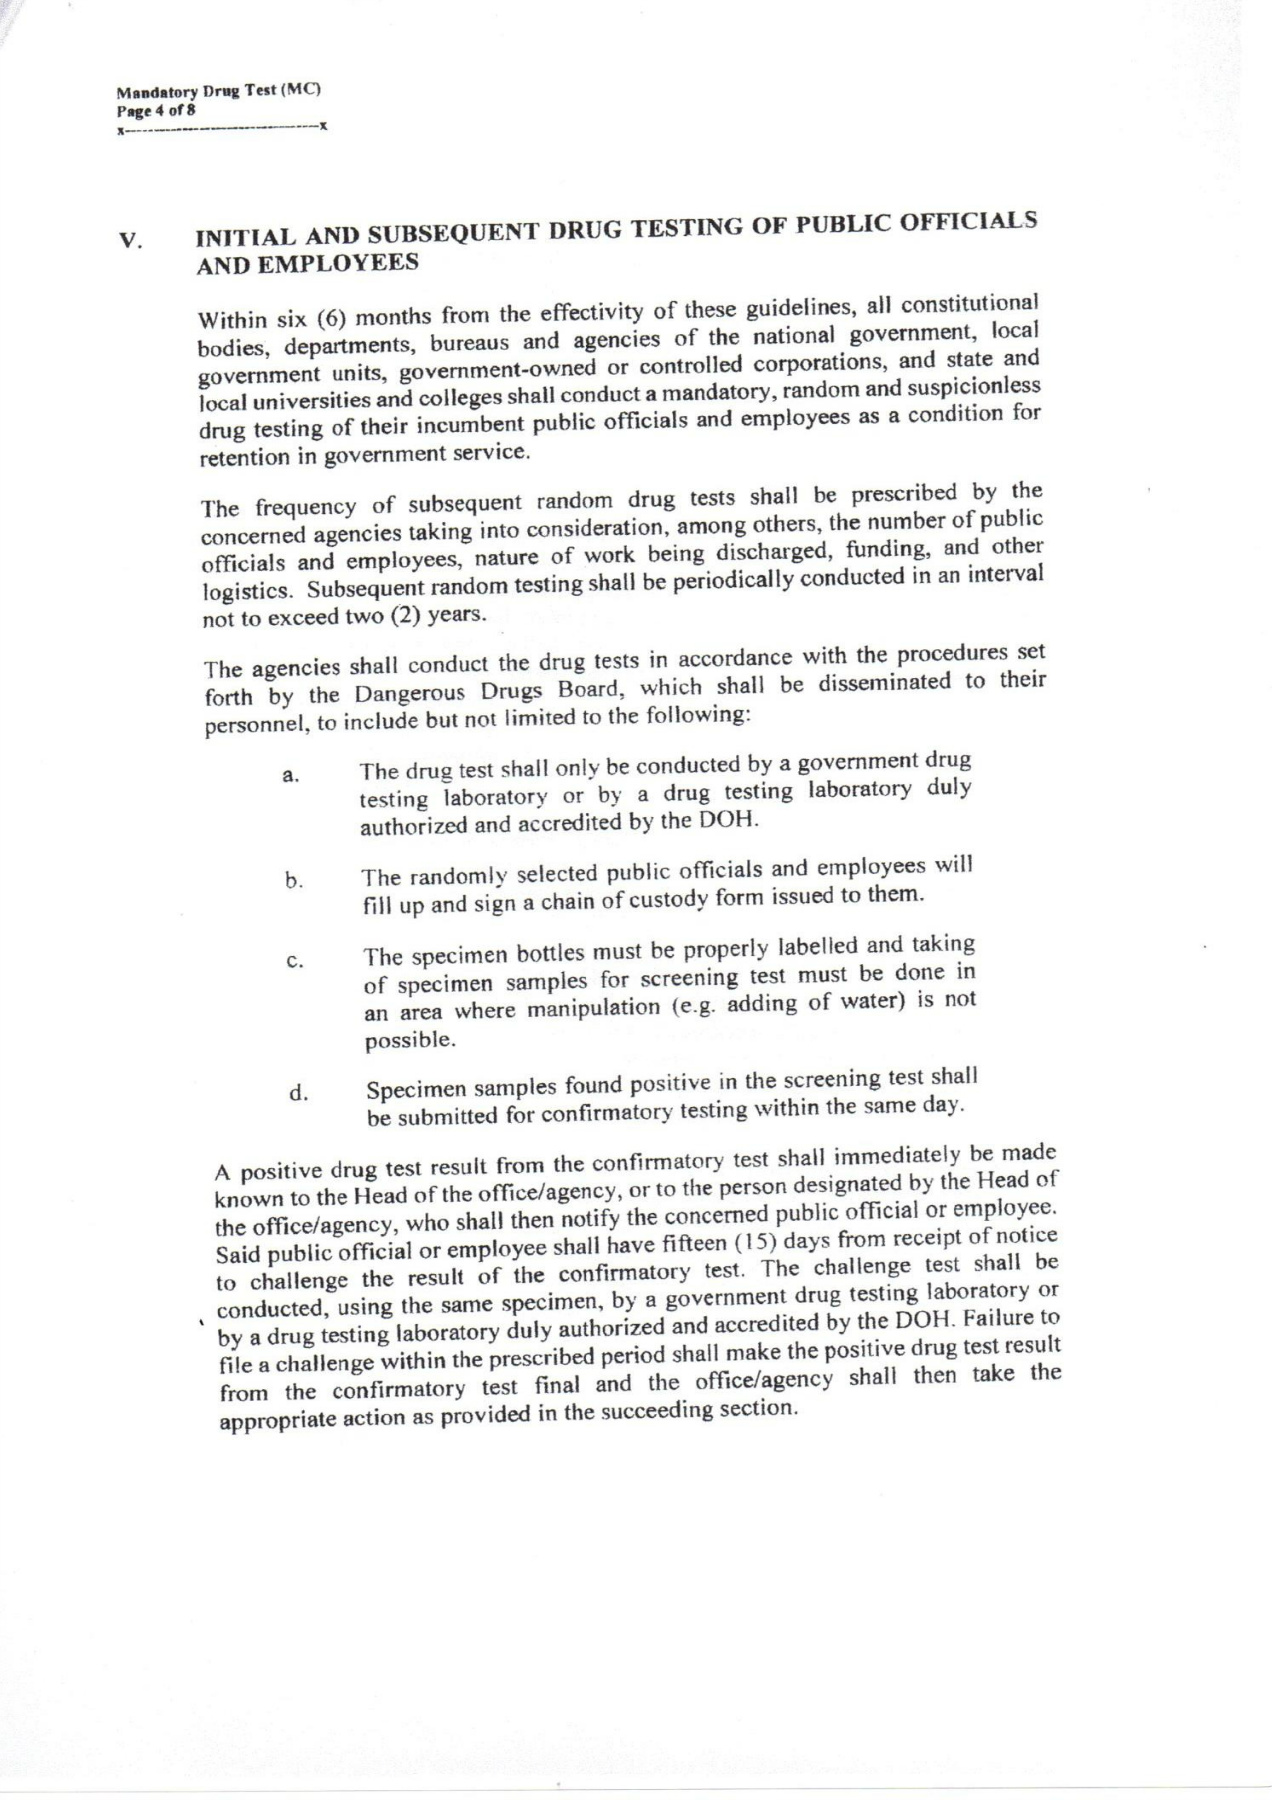 Mandatory Drug Test (MC)
Page 4 of 8
x--------------------------------x
V. INITIAL AND SUBSEQUENT DRUG TESTING OF PUBLIC OFFICIALS
AND EMPLOYEES
Within six (6) months from the effectivity of these guidelines, all constitutional
bodies, departments, bureaus and agencies of the national government, local
government units, government-owned or controlled corporations, and state and
local universities and colleges shall conduct a mandatory, random and suspicionless
drug testing of their incumbent public officials and employees as a condition for
retention in government service.
The frequency of subsequent random drug tests shall be prescribed by the
concerned agencies taking into consideration, among others, the number of public
officials and employees, nature of work being discharged, funding, and other
logistics. Subsequent random testing shall be periodically conducted in an interval
not to exceed two (2) years.
The agencies shall conduct the drug tests in accordance with the procedures set
forth by the Dangerous Drugs Board, which shall be disseminated to their
personnel, to include but not limited to the following:
a. The drug test shall only be conducted by a government drug
testing laboratory or by a drug testing laboratory duly
authorized and accredited by the DOH.
b. The randomly selected public officials and employees will
fill up and sign a chain of custody form issued to them.
c. The specimen bottles must be properly labelled and taking
of specimen samples for screening test must be done in
an area where manipulation (e.g. adding of water) is not
possible.
d. Specimen samples found positive in the screening test shall
be submitted for confirmatory testing within the same day.
A positive drug test result from the confirmatory test shall immediately be made
known to the Head of the office/agency, or to the person designated by the Head of
the office/agency, who shall then notify the concerned public official or employee.
Said public official or employee shall have fifteen (15) days from receipt of notice
to challenge the result of the confirmatory test. The challenge test shall be
conducted, using the same specimen, by a government drug testing laboratory or
by a drug testing laboratory duly authorized and accredited by the DOH. Failure to
file a challenge within the prescribed period shall make the positive drug test result
from the confirmatory test final and the office/agency shall then take the
appropriate action as provided in the succeeding section.